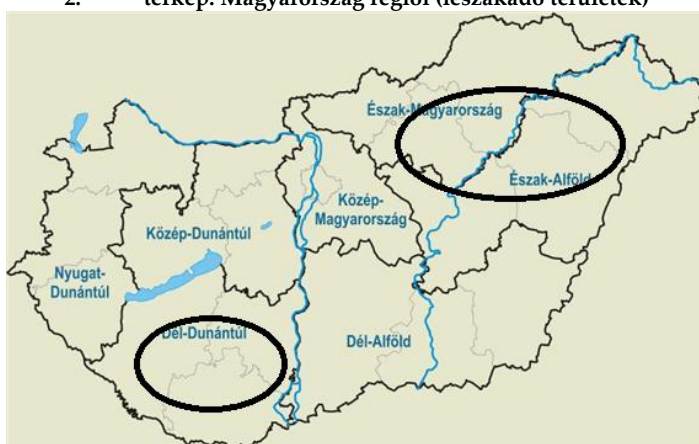 2. térkép: Magyarország régiói (leszakadó területek)
Észak-Magyarország
Észak-Alföld
Közép-
Magyarország
Közép-Dunántúl
Nyugat-
Dunántúl
Dél-Dunántúl
Dél-Alföld